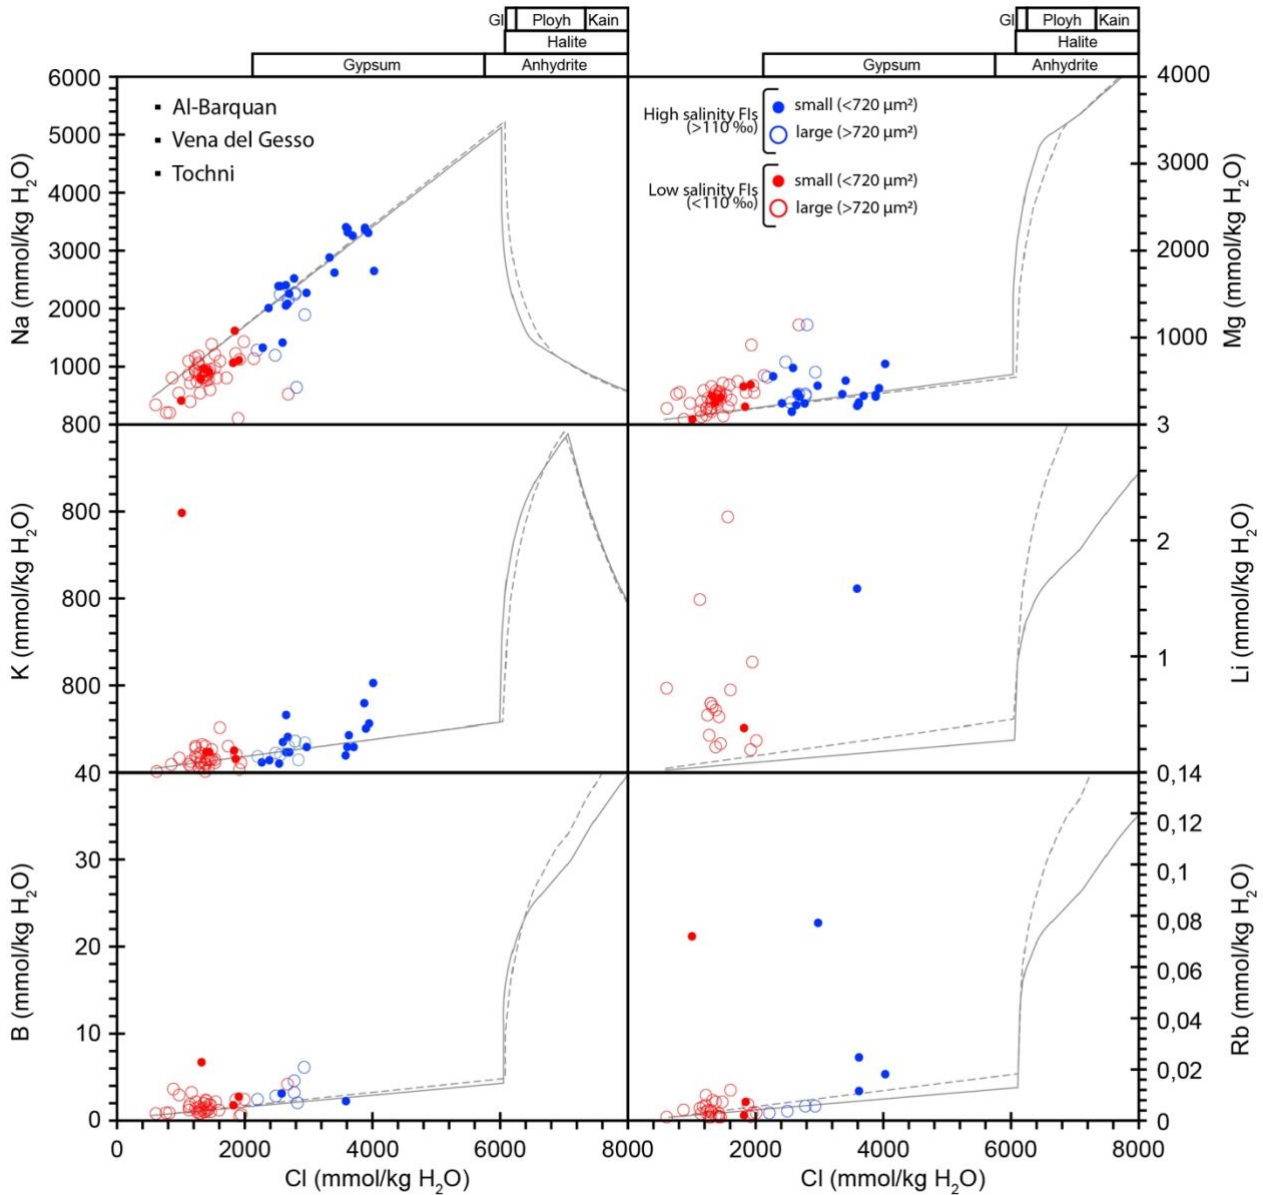 Gl Ployh Kain
Halite
Gypsum Anhydrite
Gl Ployh Kain
Halite
Gypsum Anhydrite
6000
5000
4000
3000
2000
1000
800
Na (mmol/kg H2O)
▪ Al-Barquan
▪ Vena del Gesso
▪ Tochni
High salinity FIs
(>110 ‰)
small (<720 µm²)
large (>720 µm²)
Low salinity FIs
(<110 ‰)
small (<720 µm²)
large (>720 µm²)
4000
3000
2000
1000
Mg (mmol/kg H2O)
800
800
800
40
K (mmol/kg H2O)
3
2
1
Li (mmol/kg H2O)
30
20
10
0
B (mmol/kg H2O)
0,14
0,12
0,1
0,08
0,06
0,04
0,02
0
Rb (mmol/kg H2O)
0 2000 4000 6000 8000 2000 4000 6000 8000
Cl (mmol/kg H2O) Cl (mmol/kg H2O)